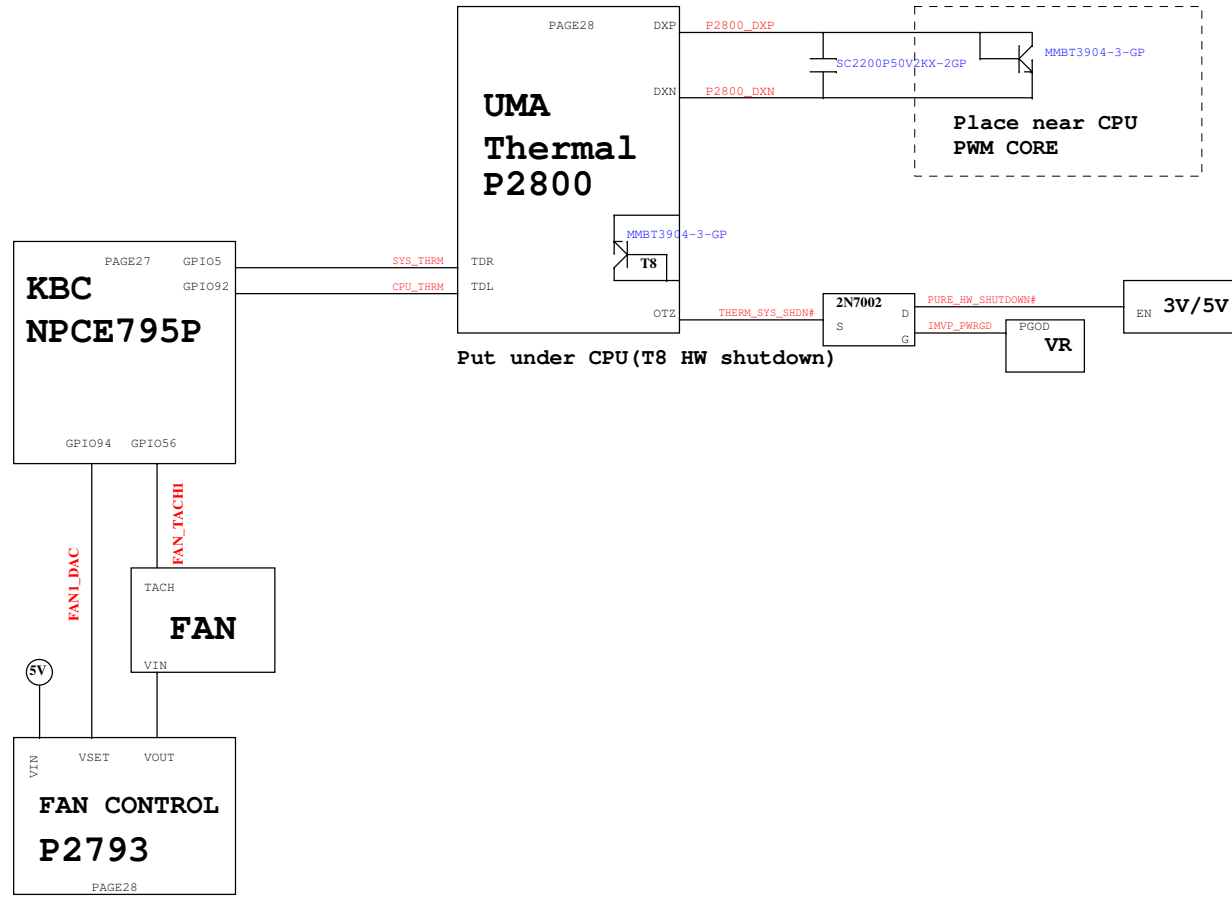 PAGE28
DXP
P2800_DXP
MMBT3904-3-GP
SC2200P50V2KX-2GP
DXN
P2800_DXN
UMA
Thermal
P2800
Place near CPU
PWM CORE
MMBT3904-3-GP
T8
PAGE27
GPIO5
SYS_THRM
TDR
KBC
NPCE795P
GPIO92
CPU_THRM
TDL
OTZ
THERM_SYS_SHDN#
2N7002
S
D
G
PURE_HW_SHUTDOWN#
IMVP_PWRGD
PGOD
VR
EN
3V/5V
Put under CPU(T8 HW shutdown)
GPIO94
GPIO56
FAN1_DAC
FAN_TACH1
TACH
FAN
VIN
5V
VIN
VSET
VOUT
FAN CONTROL
P2793
PAGE28